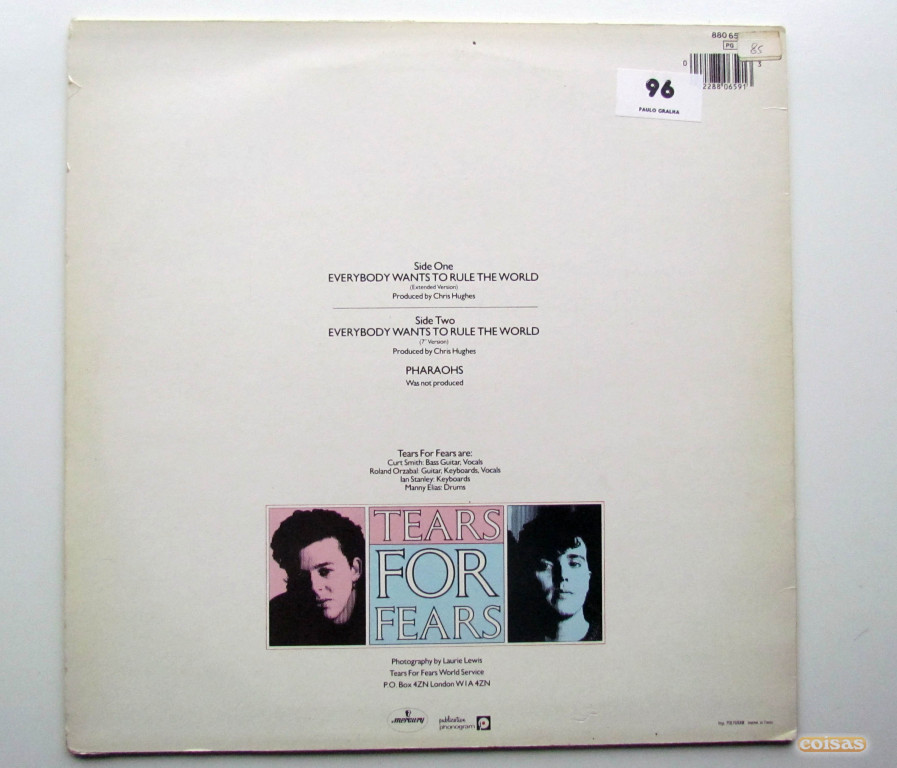 880 65
PG
85
0
3
2288 06591
96
PAULO GRALHA
Side One
EVERYBODY WANTS TO RULE THE WORLD
(Extended Version)
Produced by Chris Hughes
Side Two
EVERYBODY WANTS TO RULE THE WORLD
(7" Version)
Produced by Chris Hughes
PHARAOHS
Was not produced
Tears For Fears are:
Curt Smith: Bass Guitar, Vocals
Roland Orzabal: Guitar, Keyboards, Vocals
Ian Stanley: Keyboards
Manny Elias: Drums
TEARS
FOR
FEARS
Photography by Laurie Lewis
Tears For Fears World Service
P.O. Box 4ZN London W1A 4ZN
mercury
publication
phonogram
coisas